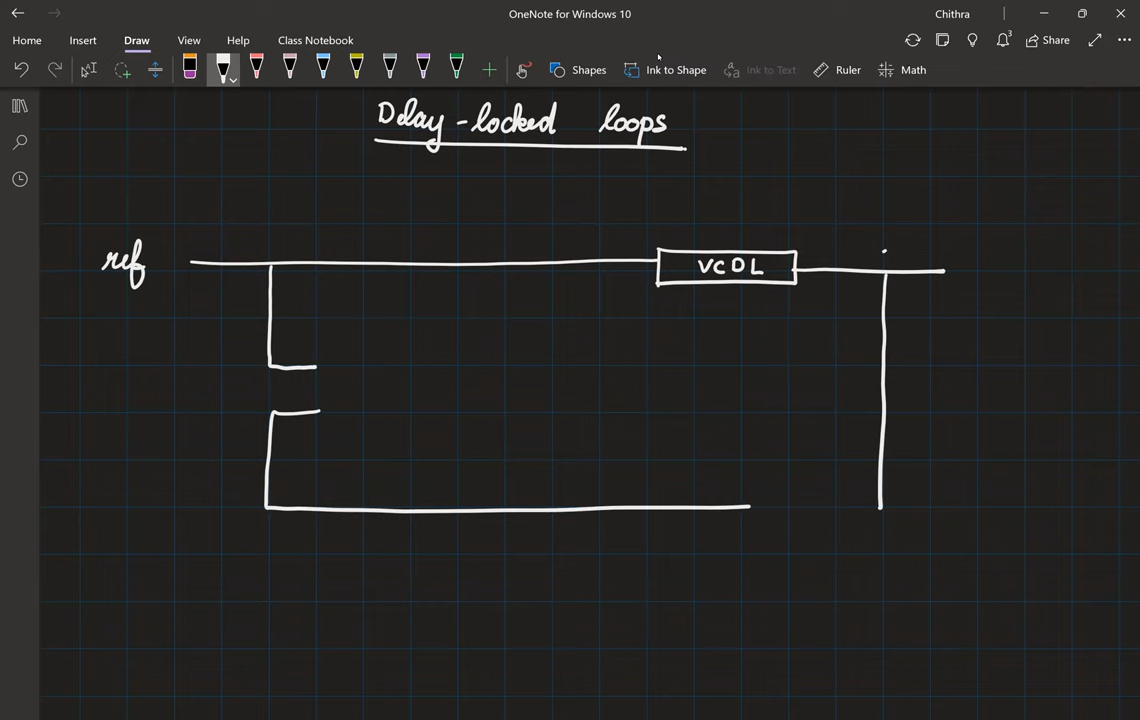 OneNote for Windows 10
Chithra
Home Insert Draw View Help Class Notebook
3 Share
Shapes Ink to Shape Ink to Text Ruler Math
Delay-locked loops
ref
VCDL